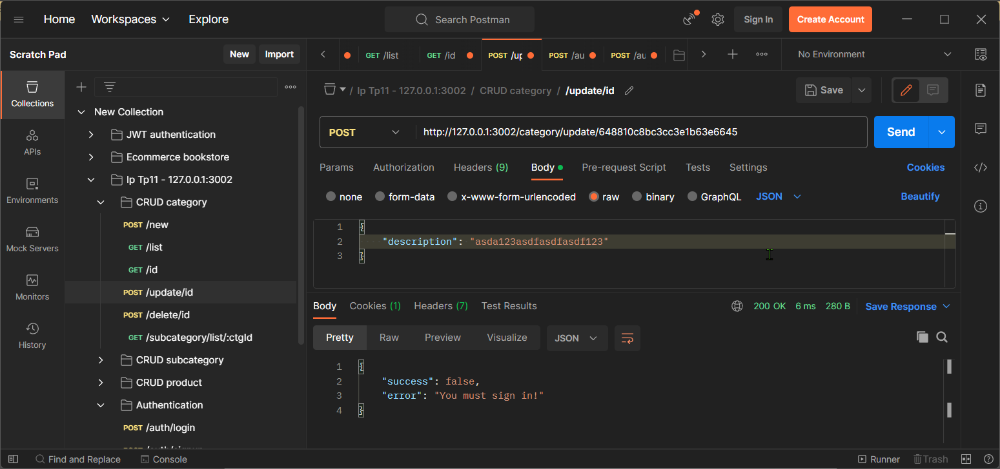 Home Workspaces Explore Search Postman Sign In Create Account
Scratch Pad New Import
GET /list GET /id POST /up POST /au POST /au No Environment
Collections
APIs
Environments
Mock Servers
Monitors
History
New Collection
JWT authentication
Ecommerce bookstore
Ip Tp11 - 127.0.0.1:3002
CRUD category
POST /new
GET /list
GET /id
POST /update/id
POST /delete/id
GET /subcategory/list/:ctgId
CRUD subcategory
CRUD product
Authentication
POST /auth/login
/ Ip Tp11 - 127.0.0.1:3002 / CRUD category / /update/id Save
POST http://127.0.0.1:3002/category/update/648810c8bc3cc3e1b63e6645 Send
Params Authorization Headers (9) Body Pre-request Script Tests Settings Cookies
none form-data x-www-form-urlencoded raw binary GraphQL JSON Beautify
1 {
2 "description": "asda123asdfasdfasdf123"
3 }
Body Cookies (1) Headers (7) Test Results 200 OK 6 ms 280 B Save Response
Pretty Raw Preview Visualize JSON
1 {
2 "success": false,
3 "error": "You must sign in!"
4 }
Find and Replace Console Runner Trash